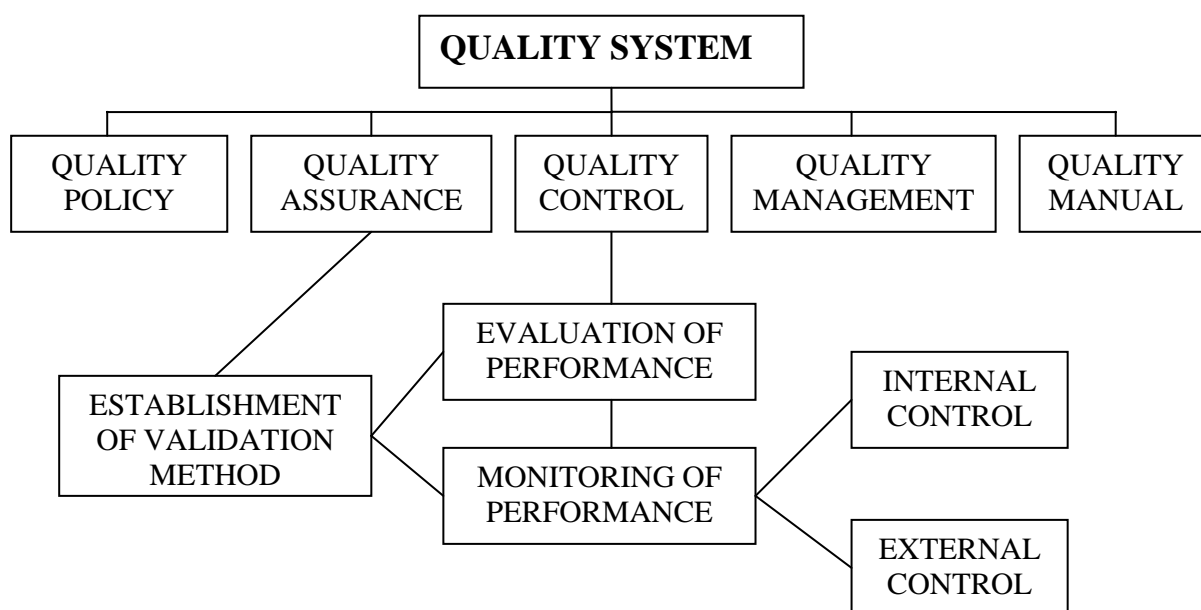 QUALITY SYSTEM
QUALITY
POLICY
QUALITY
ASSURANCE
QUALITY
CONTROL
QUALITY
MANAGEMENT
QUALITY
MANUAL
EVALUATION OF
PERFORMANCE
ESTABLISHMENT
OF VALIDATION
METHOD
MONITORING OF
PERFORMANCE
INTERNAL
CONTROL
EXTERNAL
CONTROL